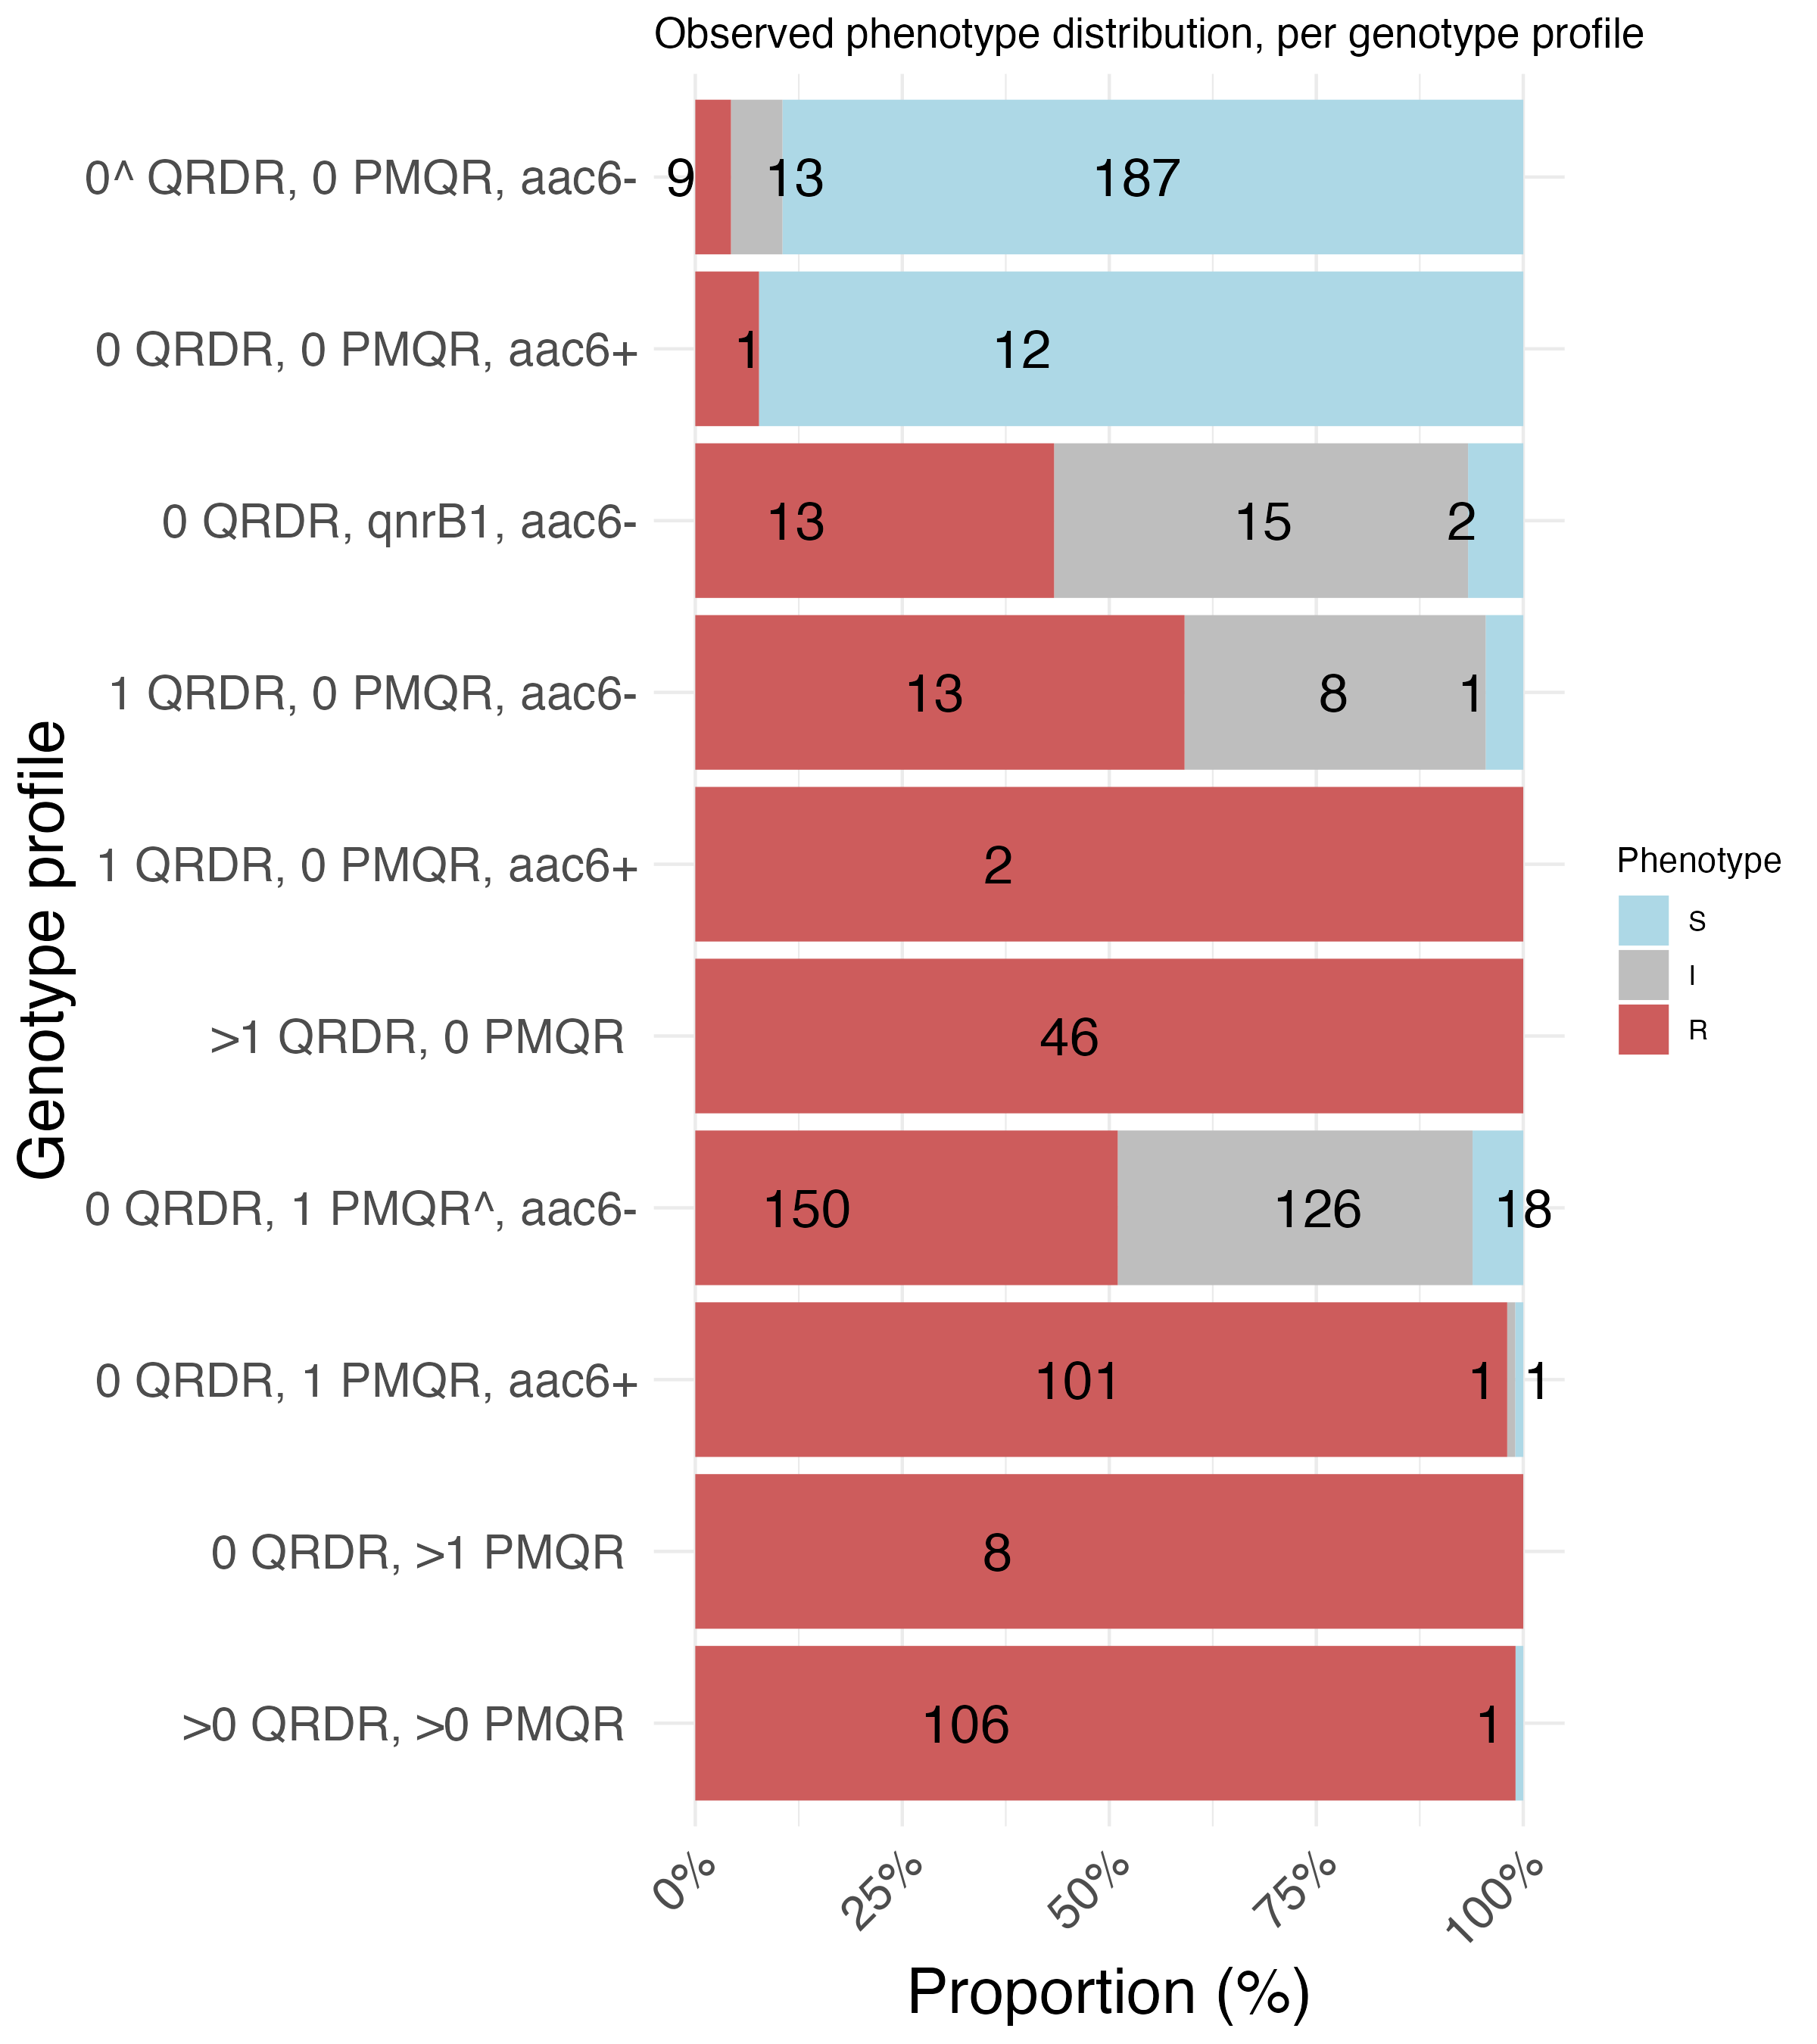 Observed phenotype distribution, per genotype profile
Genotype profile
0^ QRDR, 0 PMQR, aac6-
9 13 187
0 QRDR, 0 PMQR, aac6+
1 12
0 QRDR, qnrB1, aac6-
13 15 2
1 QRDR, 0 PMQR, aac6-
13 8 1
1 QRDR, 0 PMQR, aac6+
2
>1 QRDR, 0 PMQR
46
0 QRDR, 1 PMQR^, aac6-
150 126 18
0 QRDR, 1 PMQR, aac6+
101 1 1
0 QRDR, >1 PMQR
8
>0 QRDR, >0 PMQR
106 1
0% 25% 50% 75% 100%
Proportion (%)
Phenotype
S
I
R